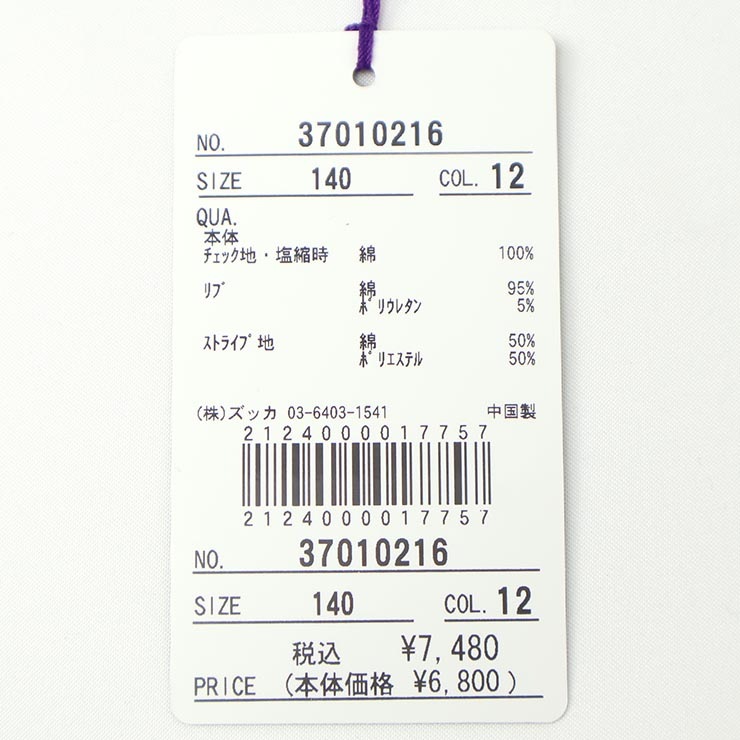 NO. 37010216
SIZE 140 COL. 12
QUA.
本体
ﾁｪｯｸ地・塩縮時 綿 100%
ﾘﾌﾞ 綿 95%
ﾎﾟﾘｳﾚﾀﾝ 5%
ｽﾄﾗｲﾌﾟ地 綿 50%
ﾎﾟﾘｴｽﾃﾙ 50%
(株)ズッカ 03-6403-1541 中国製
2124000017757
2124000017757
NO. 37010216
SIZE 140 COL. 12
税込 ¥7,480
PRICE (本体価格 ¥6,800)